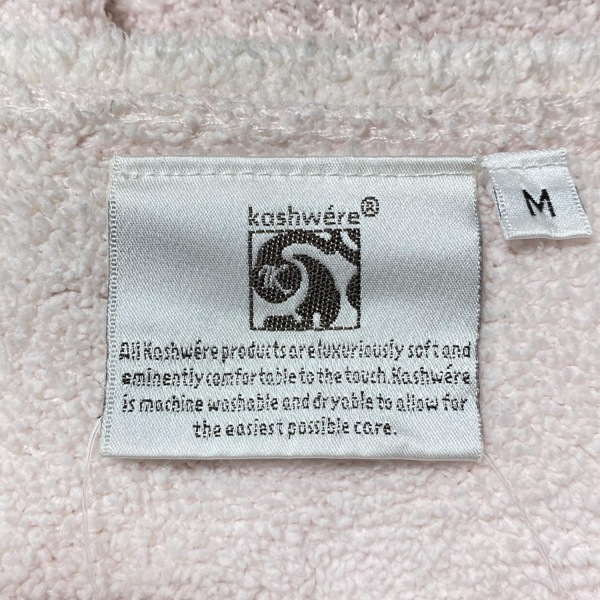 kashwére®
M
All Kashwére products are luxuriously soft and
eminently comfortable to the touch. Kashwére
is machine washable and dryable to allow for
the easiest possible care.